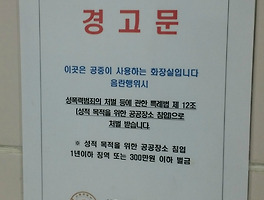 경고문
이곳은 공중이 사용하는 화장실입니다
음란행위시
성폭력범죄의 처벌 등에 관한 특례법 제 12조
(성적 목적을 위한 공공장소 침입)으로
처벌 받습니다.
※ 성적 목적을 위한 공공장소 침입
1년이하 징역 또는 300만원 이하 벌금